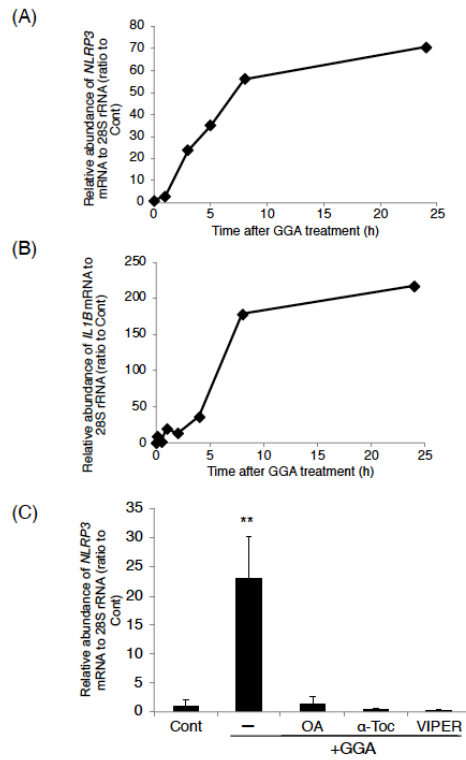 (A)
Relative abundance of NLRP3
mRNA to 28S rRNA (ratio to
Cont)
80
70
60
50
40
30
20
10
0
0 5 10 15 20 25
Time after GGA treatment (h)
(B)
Relative abundance of IL1B mRNA to
28S rRNA (ratio to Cont)
250
200
150
100
50
0
0 5 10 15 20 25
Time after GGA treatment (h)
(C)
Relative abundance of NLRP3
mRNA to 28S rRNA (ratio to
Cont)
35
30
25
20
15
10
5
0
**
Cont – OA α-Toc VIPER
+GGA